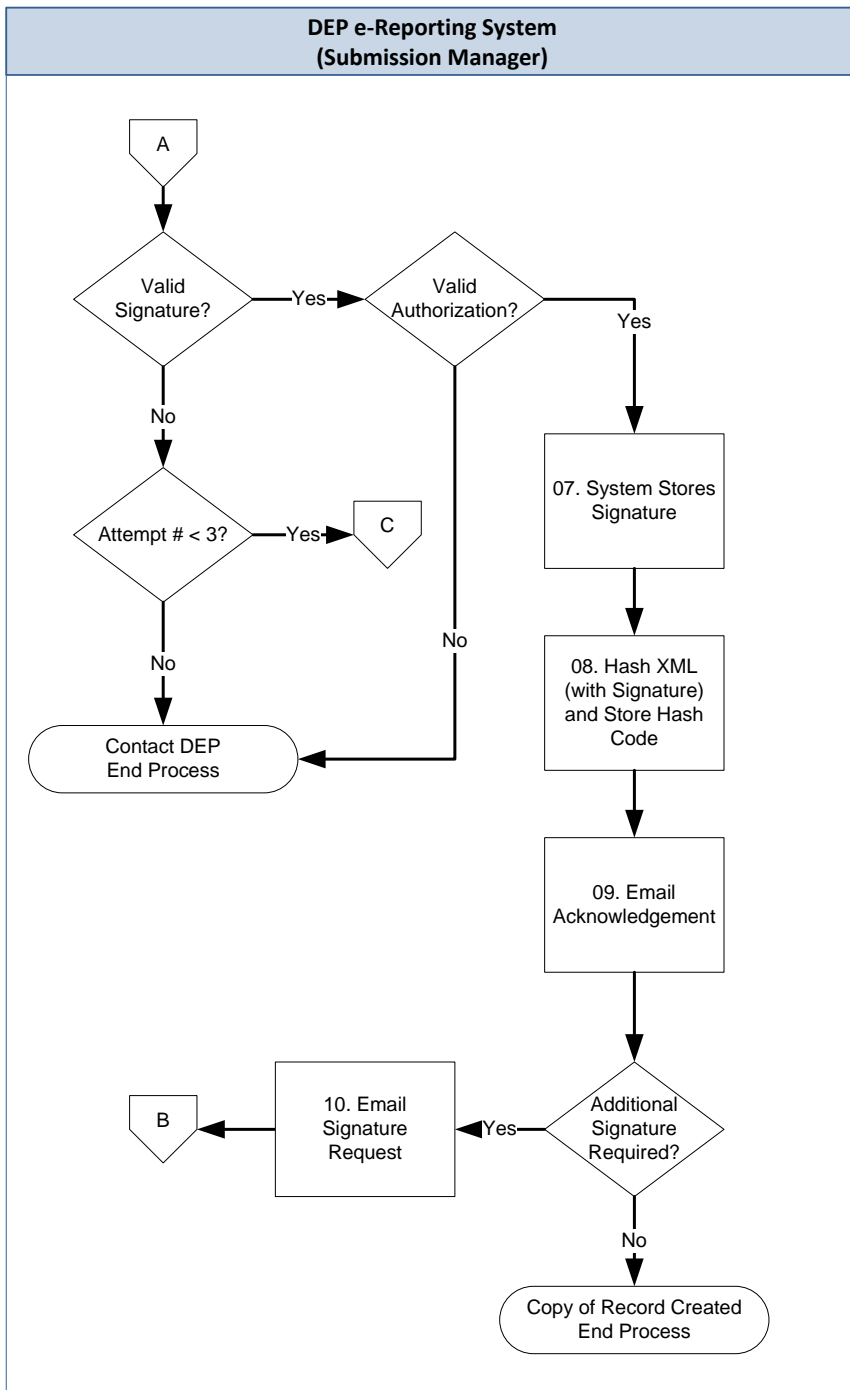 DEP e-Reporting System
(Submission Manager)
A
Valid
Signature?
Yes
Valid
Authorization?
Yes
No
07. System Stores
Signature
Attempt # < 3?
Yes
C
No
No
08. Hash XML
(with Signature)
and Store Hash
Code
Contact DEP
End Process
09. Email
Acknowledgement
B
10. Email
Signature
Request
Yes
Additional
Signature
Required?
No
Copy of Record Created
End Process